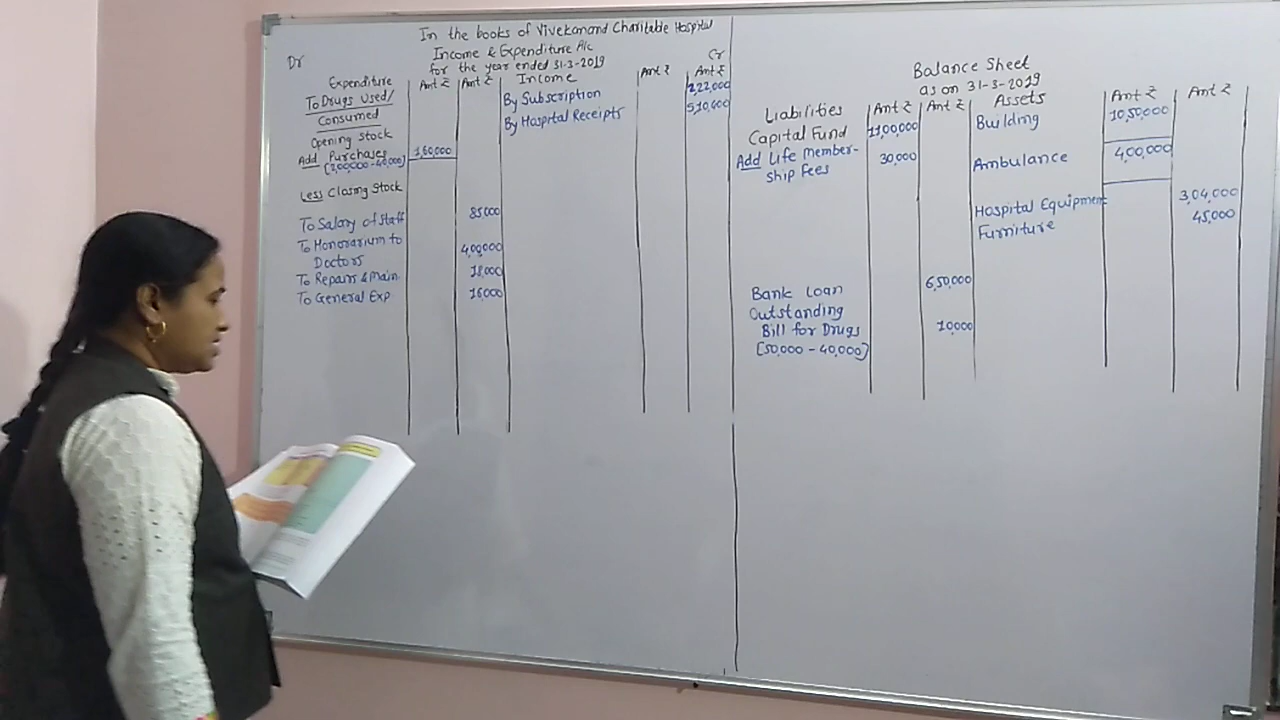 In the books of Vivekanand Charitable Hospital
Income & Expenditure A/c
for the year ended 31-3-2019
Dr
Cr
Expenditure Amt ₹ Amt ₹ Income Amt ₹ Amt ₹
To Drugs Used/
Consumed
Opening Stock
Add Purchases 1,60,000
(2,00,000-40,000)
Less Closing Stock
To Salary of Staff 85000
To Honorarium to
Doctors 4,00,000
To Repairs & Main. 18,000
To General Exp 16000
By Subscription 2,22,000
By Hospital Receipts 5,10,000
Balance Sheet
as on 31-3-2019
Liabilities Amt ₹ Amt ₹ Assets Amt ₹ Amt ₹
Capital Fund 11,00,000
Add Life Member-
ship Fees 30,000
Bank Loan 6,50,000
Outstanding
Bill for Drugs 10,000
[50,000 - 40,000]
Building 10,50,000
Ambulance 4,00,000
Hospital Equipment 3,04,000
Furniture 45,000